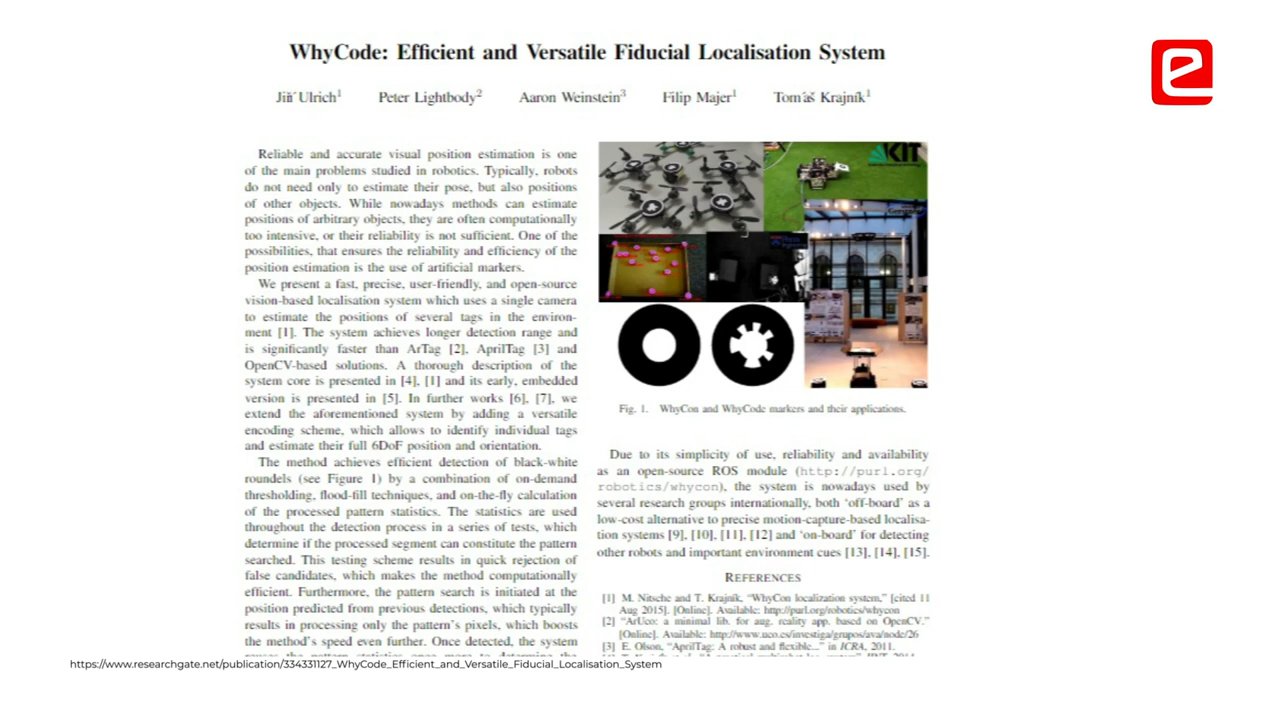 WhyCode: Efficient and Versatile Fiducial Localisation System
Jiří Ulrich1 Peter Lightbody2 Aaron Weinstein3 Filip Majer1 Tomáš Krajník1
Reliable and accurate visual position estimation is one
of the main problems studied in robotics. Typically, robots
do not need only to estimate their pose, but also positions
of other objects. While nowadays methods can estimate
positions of arbitrary objects, they are often computationally
too intensive, or their reliability is not sufficient. One of the
possibilities, that ensures the reliability and efficiency of the
position estimation is the use of artificial markers.
We present a fast, precise, user-friendly, and open-source
vision-based localisation system which uses a single camera
to estimate the positions of several tags in the environ-
ment [1]. The system achieves longer detection range and
is significantly faster than ArTag [2], AprilTag [3] and
OpenCV-based solutions. A thorough description of the
system core is presented in [4], [1] and its early, embedded
version is presented in [5]. In further works [6], [7], we
extend the aforementioned system by adding a versatile
encoding scheme, which allows to identify individual tags
and estimate their full 6DoF position and orientation.
The method achieves efficient detection of black-white
roundels (see Figure 1) by a combination of on-demand
thresholding, flood-fill techniques, and on-the-fly calculation
of the processed pattern statistics. The statistics are used
throughout the detection process in a series of tests, which
determine if the processed segment can constitute the pattern
searched. This testing scheme results in quick rejection of
false candidates, which makes the method computationally
efficient. Furthermore, the pattern search is initiated at the
position predicted from previous detections, which typically
results in processing only the pattern's pixels, which boosts
the method's speed even further. Once detected, the system
KIT
Fig. 1. WhyCon and WhyCode markers and their applications.
Due to its simplicity of use, reliability and availability
as an open-source ROS module (http://purl.org/
robotics/whycon), the system is nowadays used by
several research groups internationally, both 'off-board' as a
low-cost alternative to precise motion-capture-based localisa-
tion systems [9], [10], [11], [12] and 'on-board' for detecting
other robots and important environment cues [13], [14], [15].
REFERENCES
[1] M. Nitsche and T. Krajník, "WhyCon localization system," [cited 11
Aug 2015]. [Online]. Available: http://purl.org/robotics/whycon
[2] "ArUco: a minimal lib. for aug. reality app. based on OpenCV."
[Online]. Available: http://www.uco.es/investiga/grupos/ava/node/26
[3] E. Olson, "AprilTag: A robust and flexible..." in ICRA, 2011.
https://www.researchgate.net/publication/334331127_WhyCode_Efficient_and_Versatile_Fiducial_Localisation_System